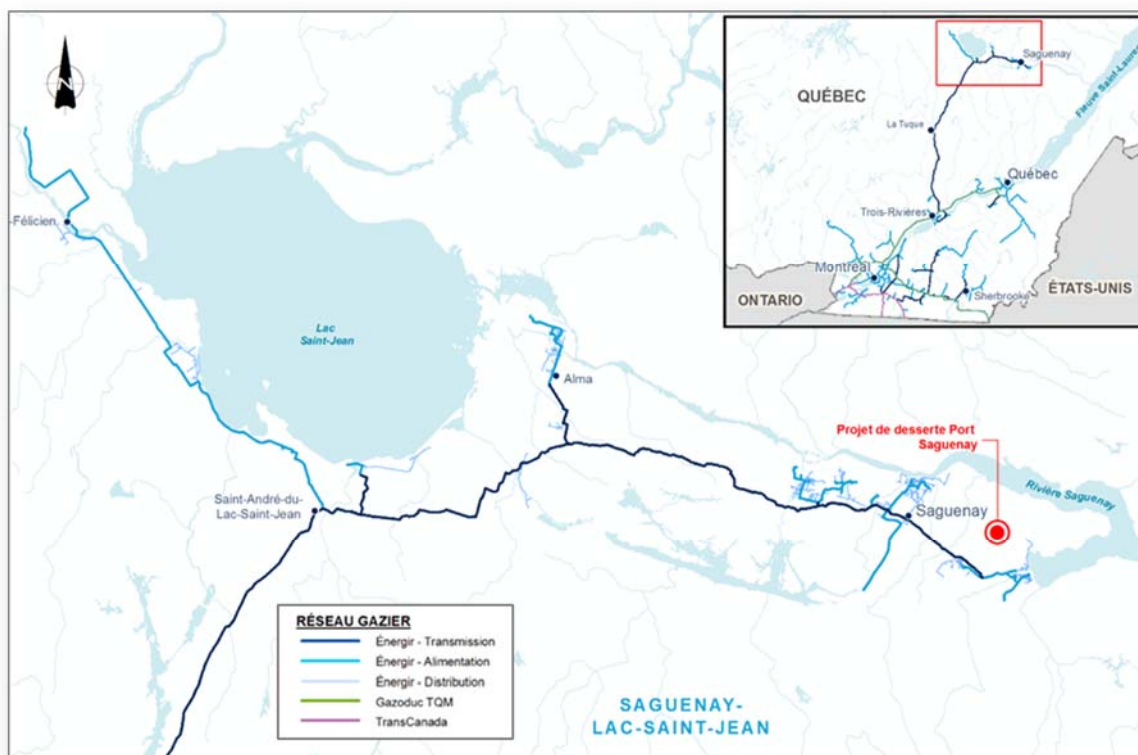 N
-Félicien
Lac
Saint-Jean
Alma
Saint-André-du-
Lac-Saint-Jean
Projet de desserte Port
Saguenay
Rivière Saguenay
Saguenay
RÉSEAU GAZIER
Énergir - Transmission
Énergir - Alimentation
Énergir - Distribution
Gazoduc TQM
TransCanada
SAGUENAY-
LAC-SAINT-JEAN
Saguenay
QUÉBEC
Fleuve Saint-Laure
La Tuque
Québec
Trois-Rivières
Montréal
Sherbrooke
ONTARIO
ÉTATS-UNIS